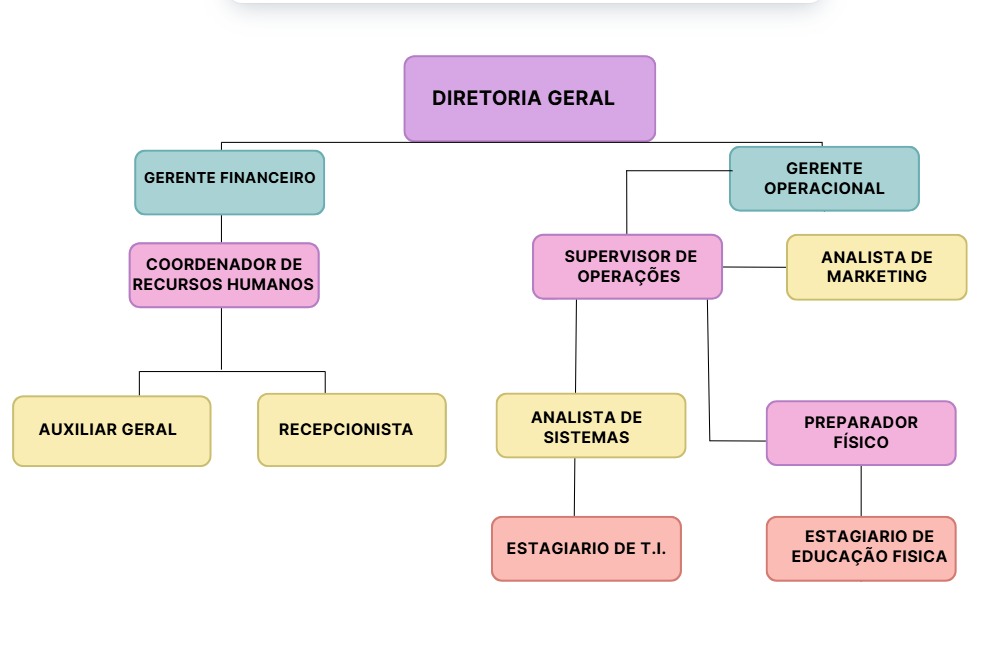 DIRETORIA GERAL
GERENTE FINANCEIRO
GERENTE
OPERACIONAL
COORDENADOR DE
RECURSOS HUMANOS
SUPERVISOR DE
OPERAÇÕES
ANALISTA DE
MARKETING
AUXILIAR GERAL
RECEPCIONISTA
ANALISTA DE
SISTEMAS
PREPARADOR
FÍSICO
ESTAGIARIO DE T.I.
ESTAGIARIO DE
EDUCAÇÃO FISICA